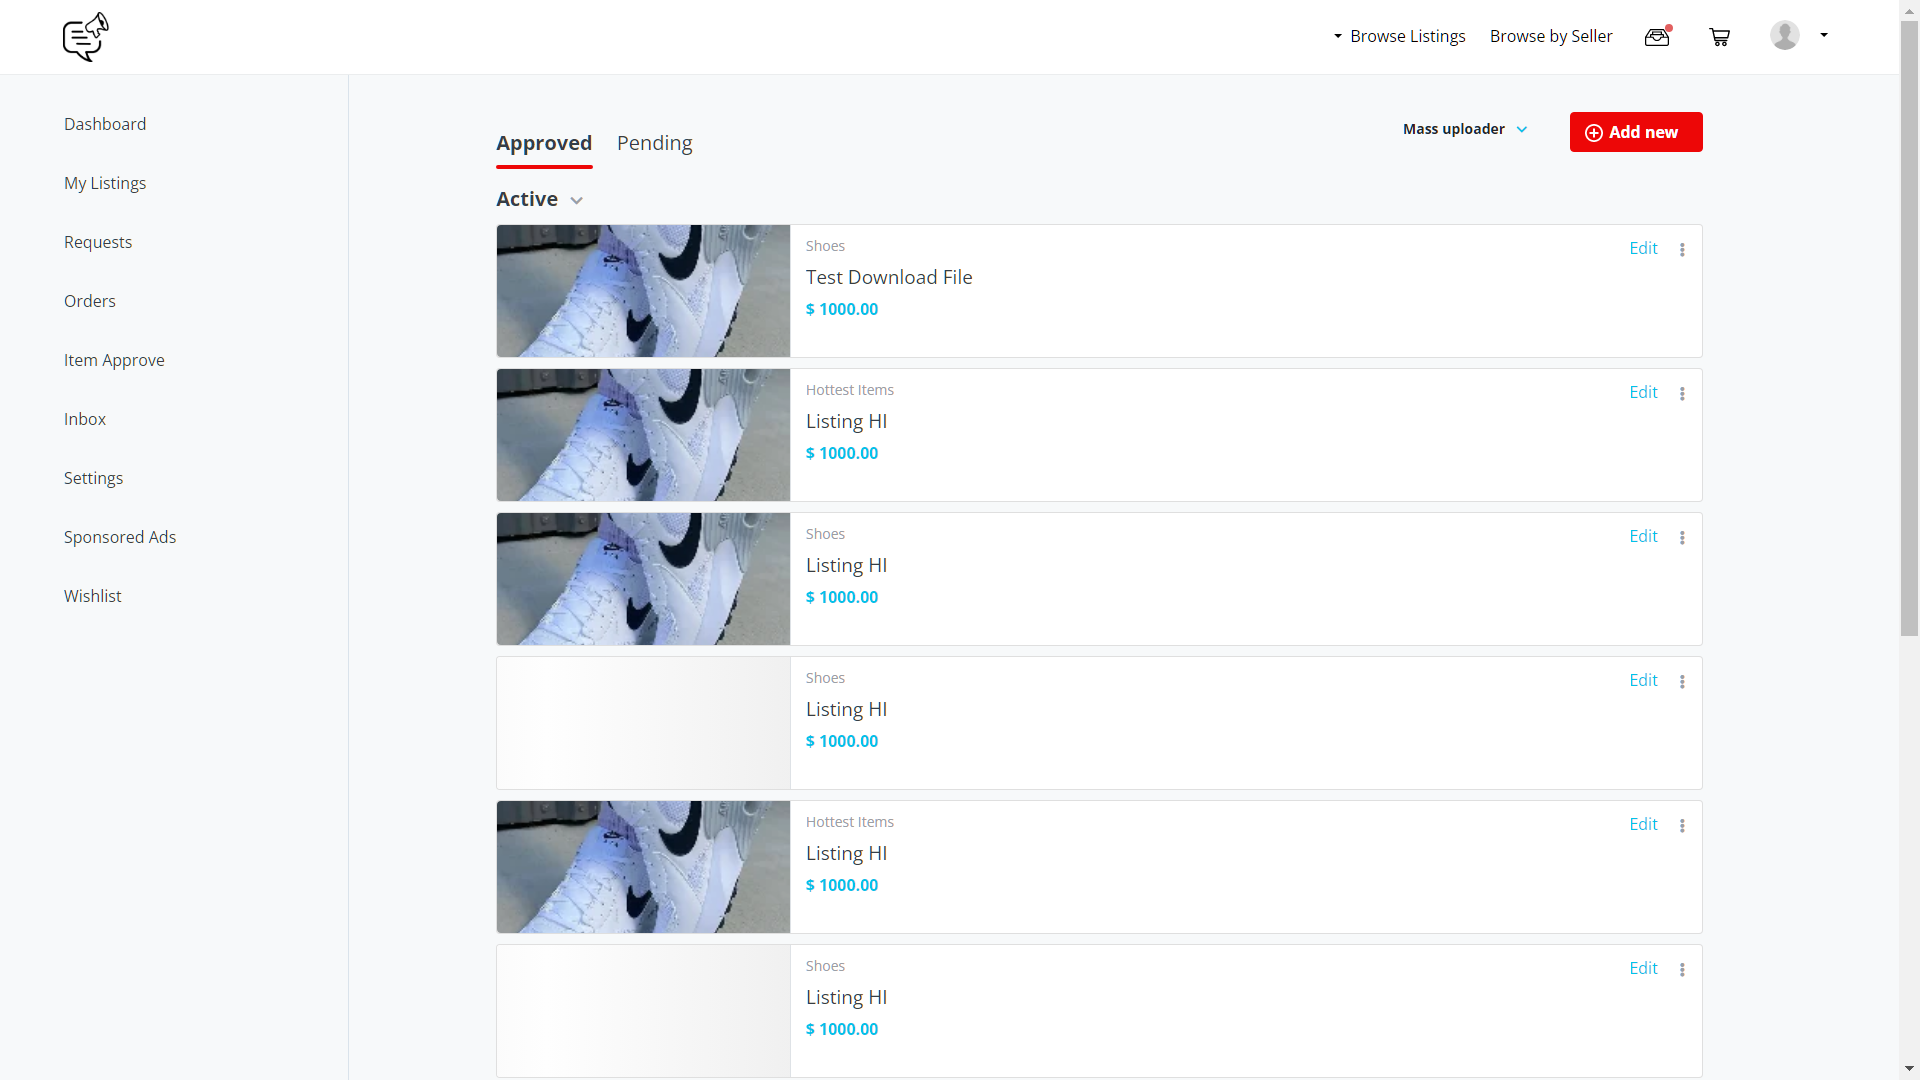 Browse Listings
Browse by Seller
Dashboard
My Listings
Requests
Orders
Item Approve
Inbox
Settings
Sponsored Ads
Wishlist
Approved
Pending
Mass uploader
Add new
Active
Shoes
Edit
Test Download File
$ 1000.00
Hottest Items
Edit
Listing HI
$ 1000.00
Shoes
Edit
Listing HI
$ 1000.00
Shoes
Edit
Listing HI
$ 1000.00
Hottest Items
Edit
Listing HI
$ 1000.00
Shoes
Edit
Listing HI
$ 1000.00